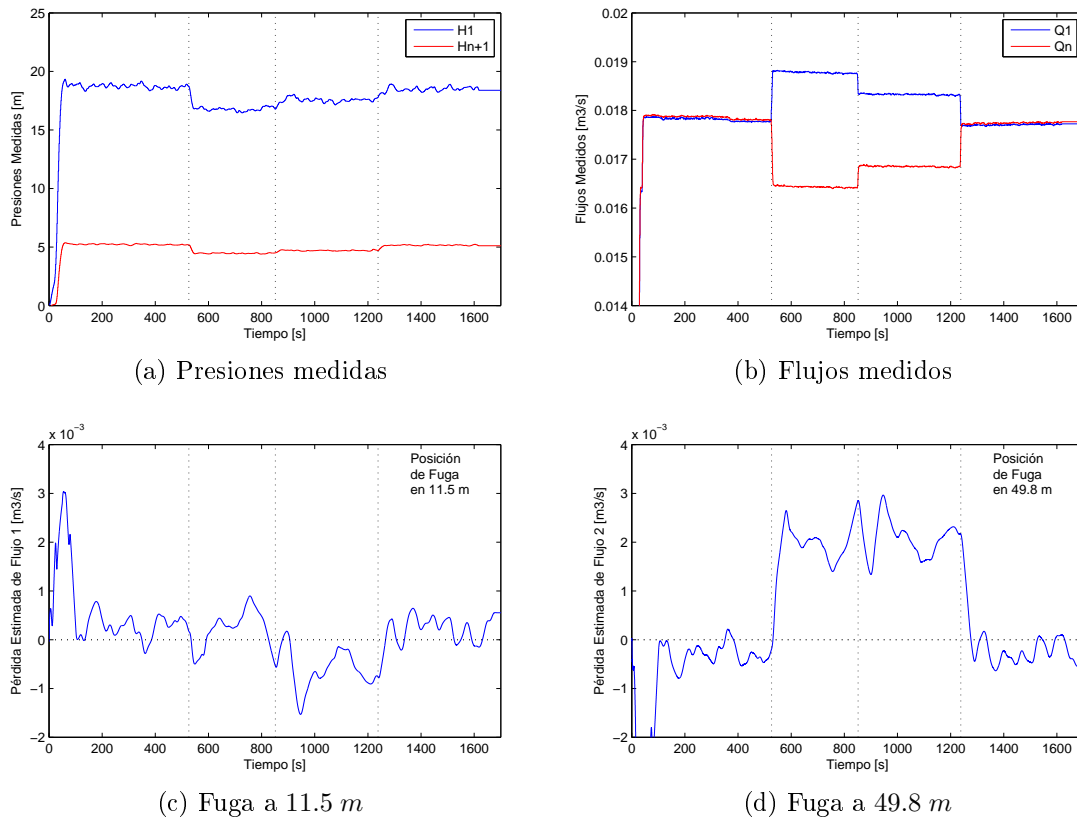 25
20
15
10
5
0
Presiones Medidas [m]
H1
Hn+1
0 200 400 600 800 1000 1200 1400 1600
Tiempo [s]
(a) Presiones medidas
0.02
0.019
0.018
0.017
0.016
0.015
0.014
Flujos Medidos [m3/s]
Q1
Qn
0 200 400 600 800 1000 1200 1400 1600
Tiempo [s]
(b) Flujos medidos
x 10−3
4
3
2
1
0
−1
−2
Pérdida Estimada de Flujo 1 [m3/s]
Posición
de Fuga
en 11.5 m
0 200 400 600 800 1000 1200 1400 1600
Tiempo [s]
(c) Fuga a 11.5 m
x 10−3
4
3
2
1
0
−1
−2
Pérdida Estimada de Flujo 2 [m3/s]
Posición
de Fuga
en 49.8 m
0 200 400 600 800 1000 1200 1400 1600
Tiempo [s]
(d) Fuga a 49.8 m